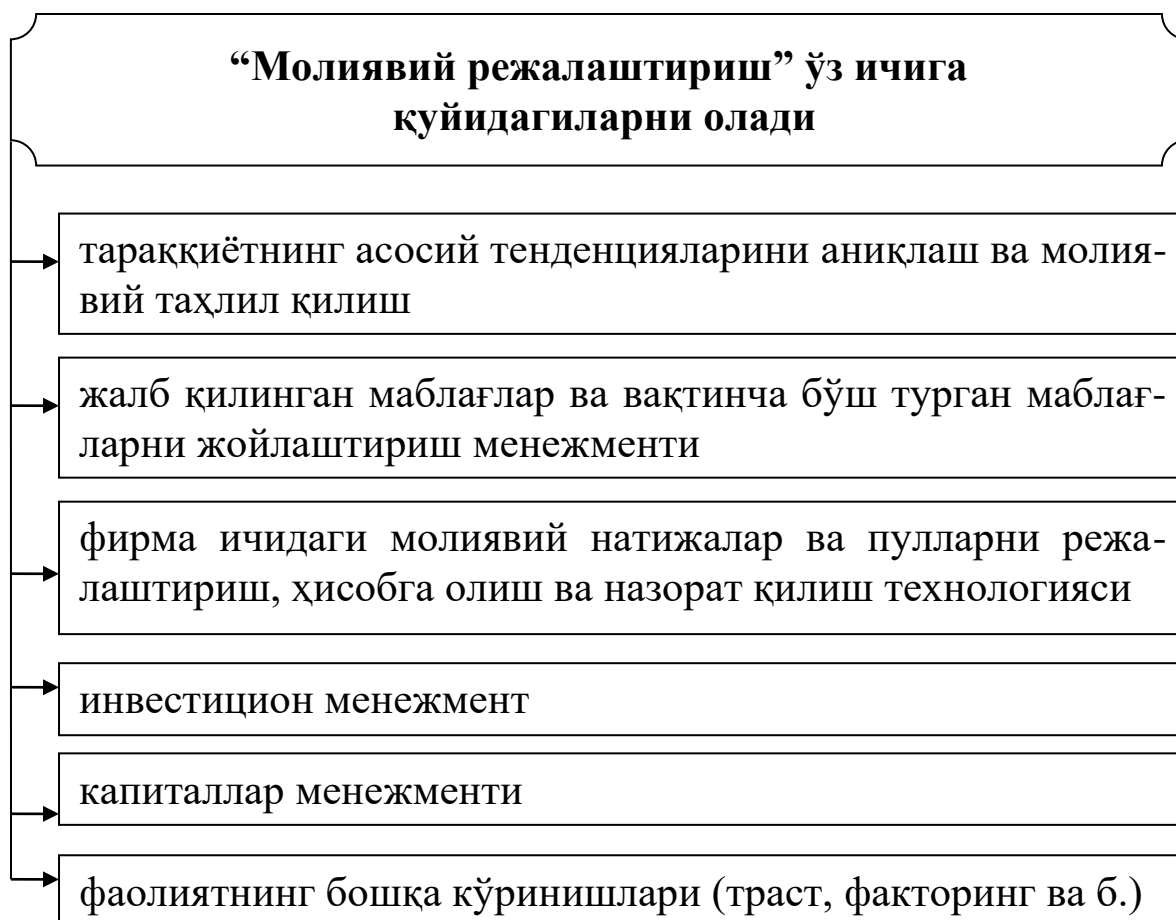 “Молиявий режалаштириш” ўз ичига
қуйидагиларни олади
тараққиётнинг асосий тенденцияларини аниқлаш ва молия-
вий таҳлил қилиш
жалб қилинган маблағлар ва вақтинча бўш турган маблағ-
ларни жойлаштириш менежменти
фирма ичидаги молиявий натижалар ва пулларни режа-
лаштириш, ҳисобга олиш ва назорат қилиш технологияси
инвестицион менежмент
капиталлар менежменти
фаолиятнинг бошқа кўринишлари (траст, факторинг ва б.)